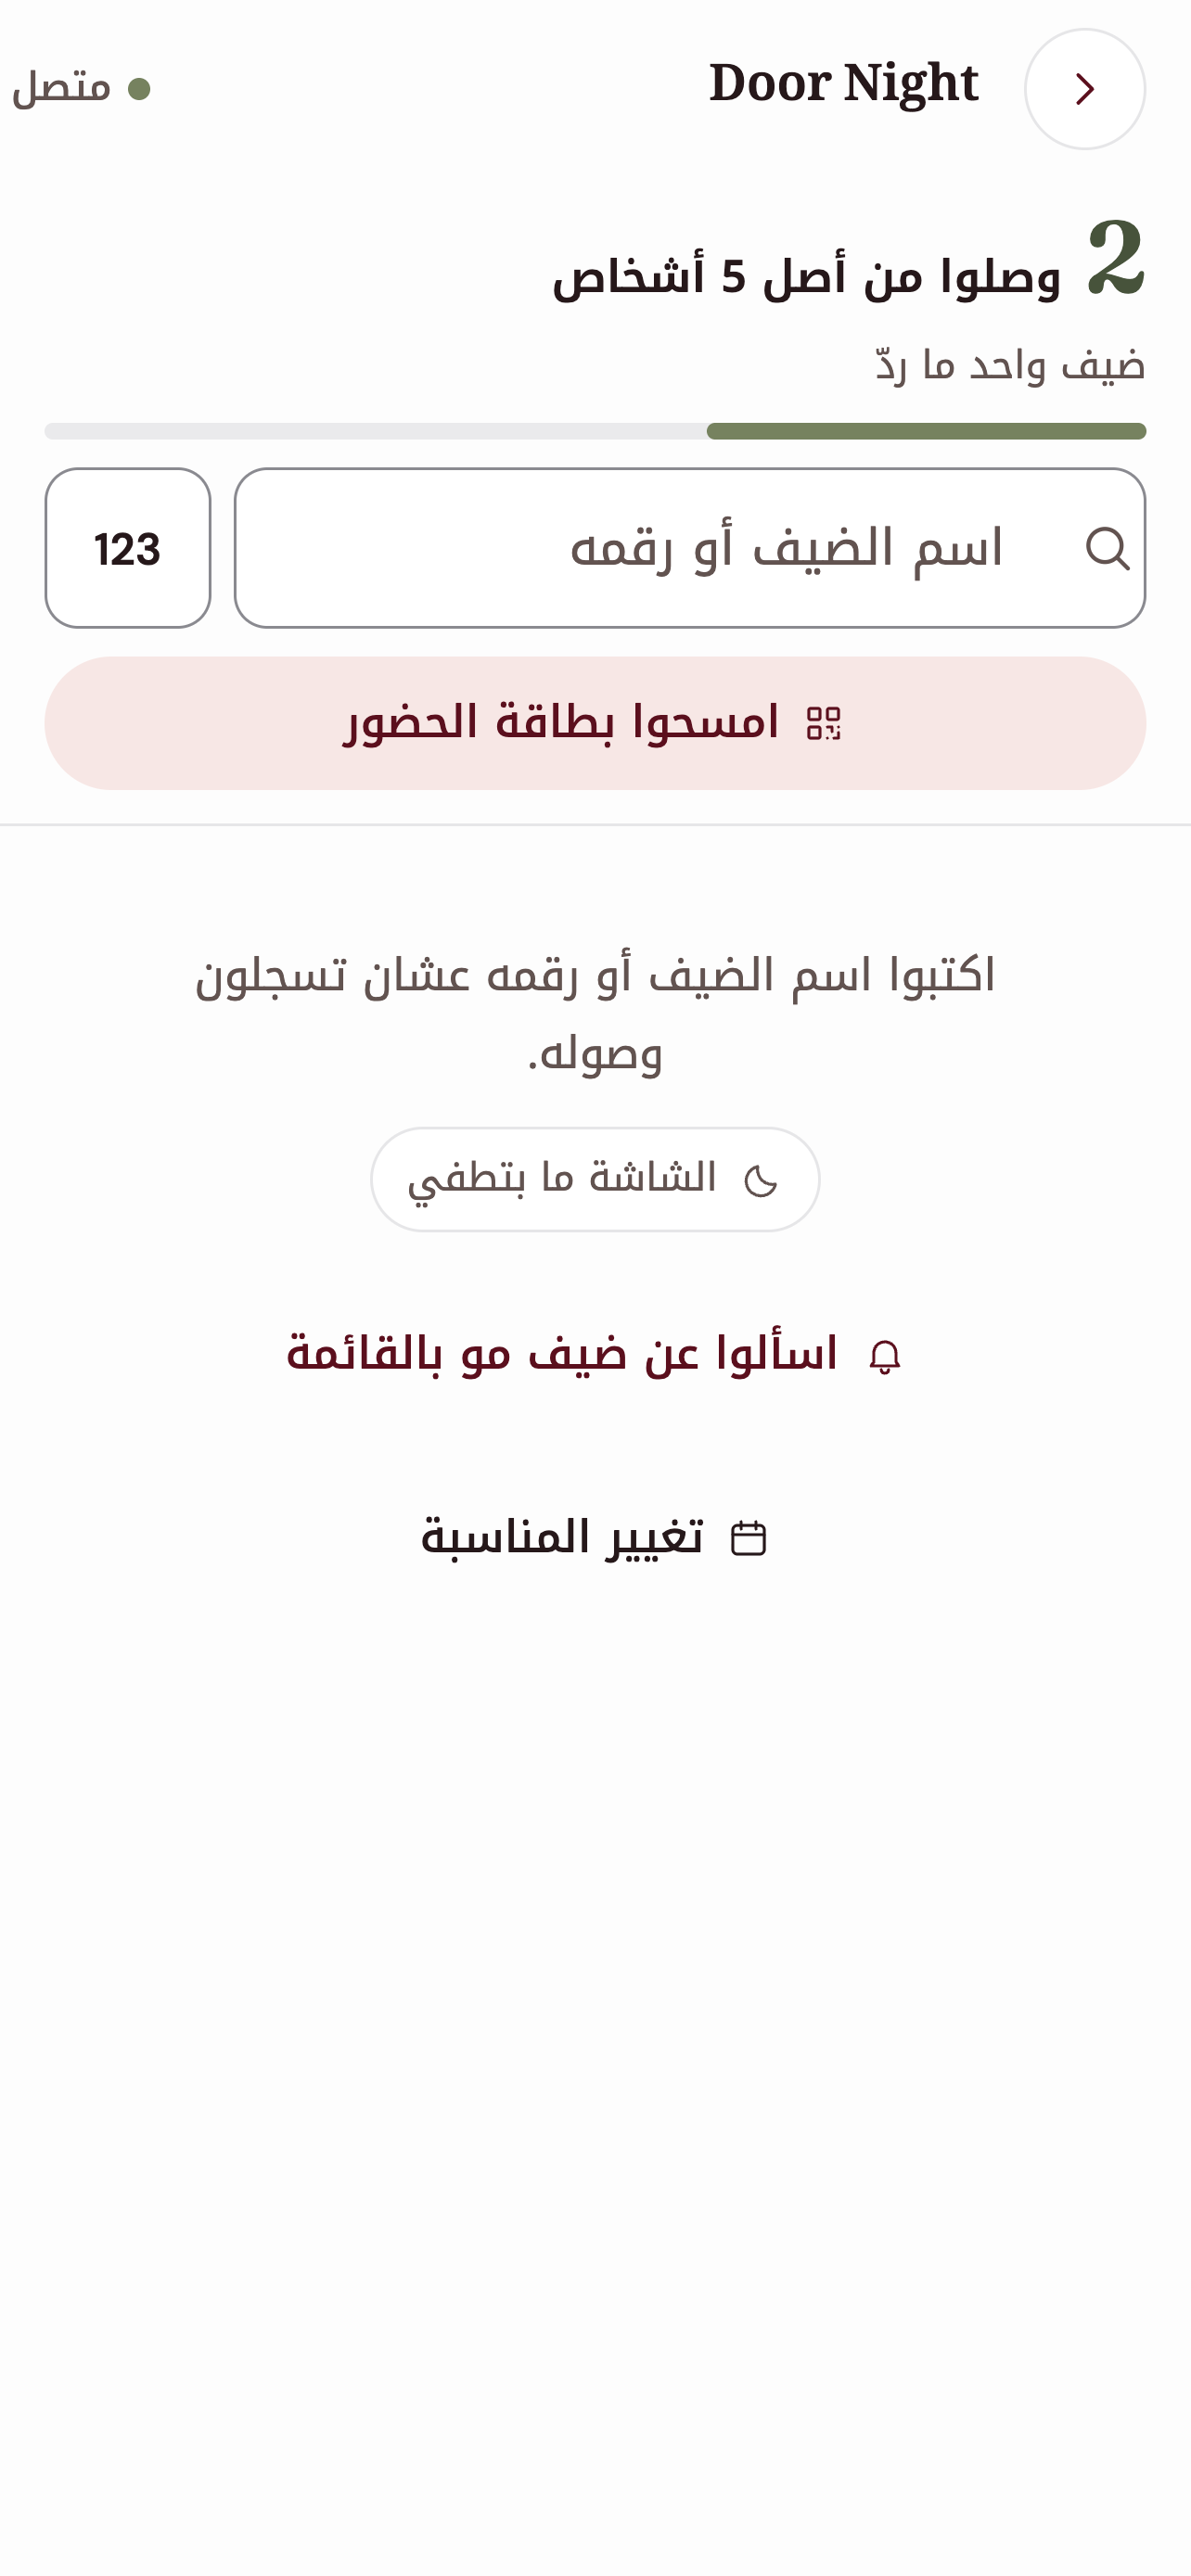 Door Night
متصل
2 وصلوا من أصل 5 أشخاص
ضيف واحد ما ردّ
اسم الضيف أو رقمه
123
امسحوا بطاقة الحضور
اكتبوا اسم الضيف أو رقمه عشان تسجلون
وصوله.
الشاشة ما بتطفي
اسألوا عن ضيف مو بالقائمة
تغيير المناسبة